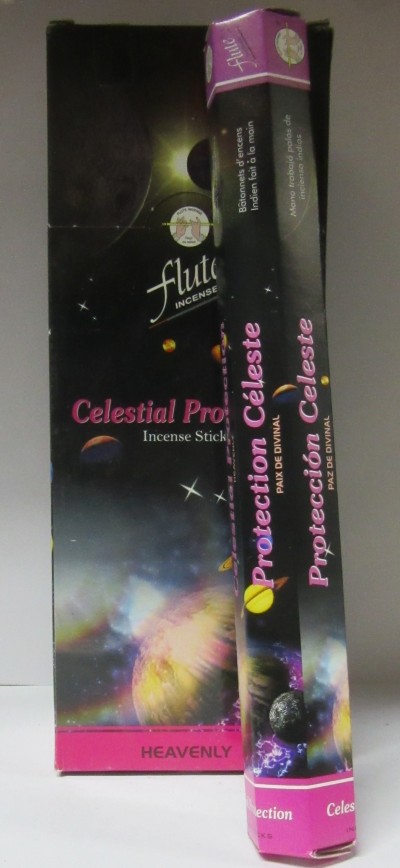 flute
INCENSE
Celestial Pro
Incense Stick
HEAVENLY
flute
Bâtonnets d'encens
Indien fait à la main
Protection Céleste
PAIX DE DIVINAL
Mano trabajó palos de
incienso indios
Protección Celeste
PAZ DE DIVINAL
ection
Celes